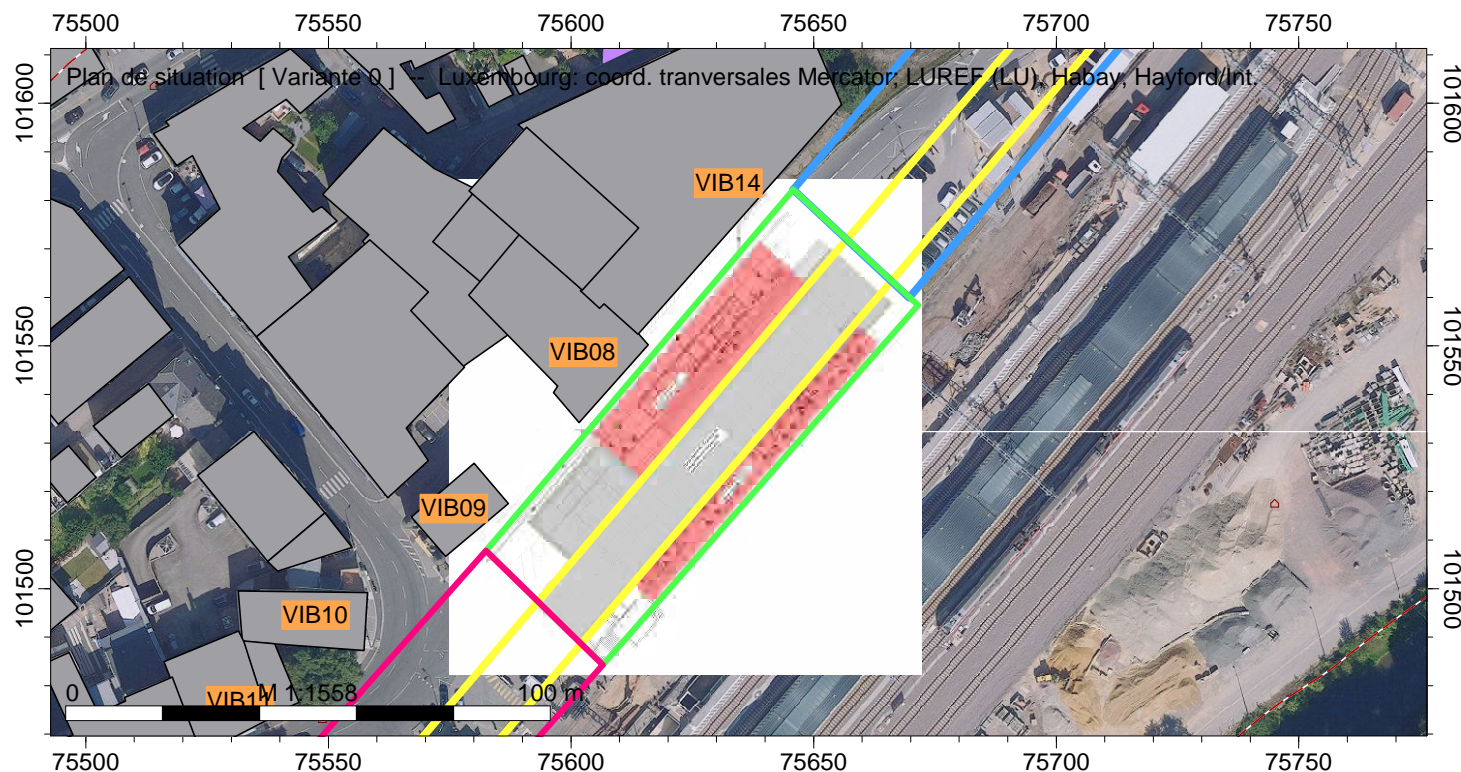 75500 75550 75600 75650 75700 75750
Plan de situation [ Variante 0 ] -- Luxembourg: coord. tranversales Mercator; LUREF (LU), Habay, Hayford/Int.
101600 101600
VIB14
101550 101550
VIB08
VIB09
101500 101500
VIB10
VIB11
0 M 1:1558 100 m
75500 75550 75600 75650 75700 75750